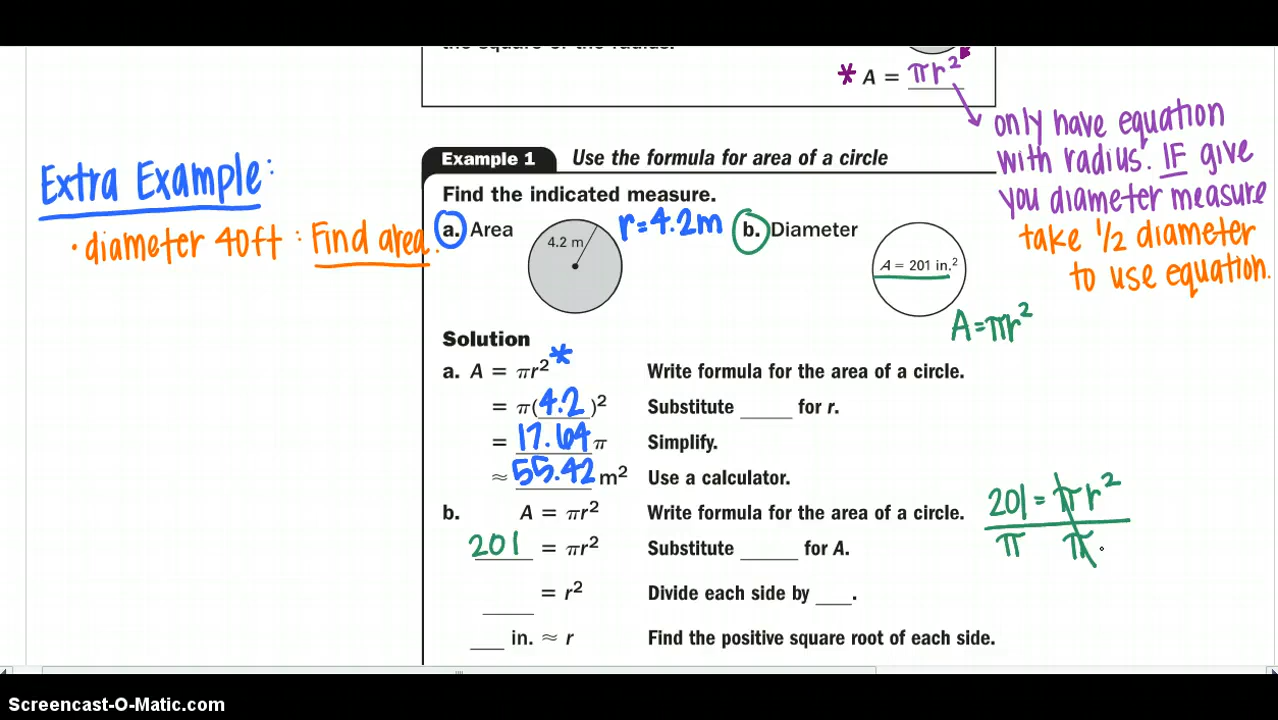 * A = πr²
only have equation
with radius. IF give
you diameter measure
take 1/2 diameter
to use equation.
Extra Example:
• diameter 40ft : Find area.
Example 1 Use the formula for area of a circle
Find the indicated measure.
a. Area
4.2 m
r=4.2m
b. Diameter
A = 201 in.²
A=πr²
Solution
a. A = πr² * Write formula for the area of a circle.
= π(4.2)² Substitute _____ for r.
= 17.64 π Simplify.
≈ 55.42 m² Use a calculator.
b. A = πr² Write formula for the area of a circle.
201 = πr² Substitute _____ for A.
_____ = r² Divide each side by ____.
___ in. ≈ r Find the positive square root of each side.
201 = πr²
π π
Screencast-O-Matic.com